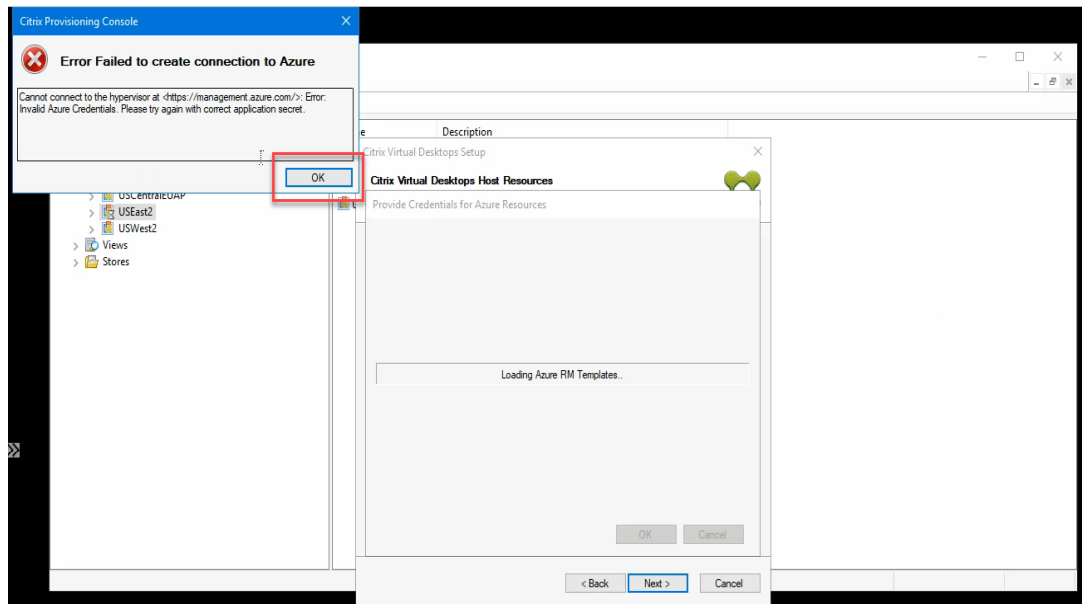 Citrix Provisioning Console
Error Failed to create connection to Azure
Cannot connect to the hypervisor at <https://management.azure.com/>: Error:
Invalid Azure Credentials. Please try again with correct application secret.
OK
e Description
Citrix Virtual Desktops Setup
Citrix Virtual Desktops Host Resources
Provide Credentials for Azure Resources
USCentralEUAP
USEast2
USWest2
Views
Stores
Loading Azure RM Templates..
OK Cancel
< Back Next > Cancel